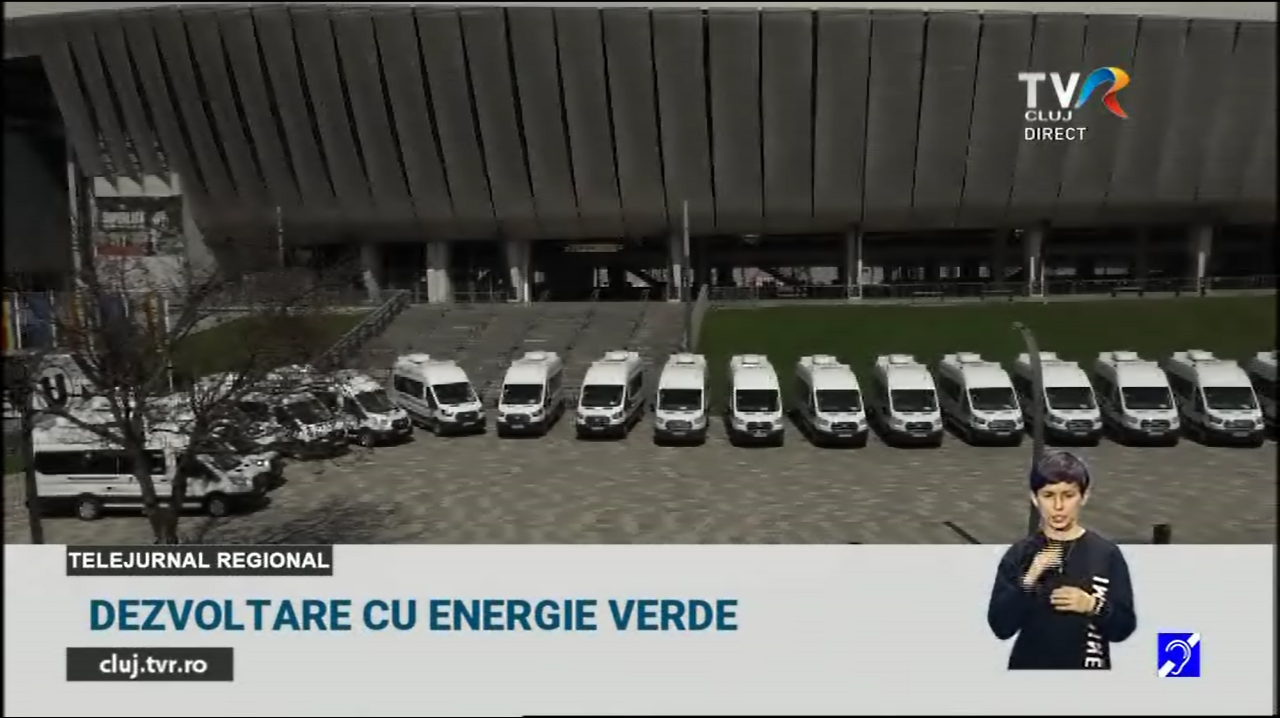 TVR
CLUJ
DIRECT
TELEJURNAL REGIONAL
DEZVOLTARE CU ENERGIE VERDE
cluj.tvr.ro